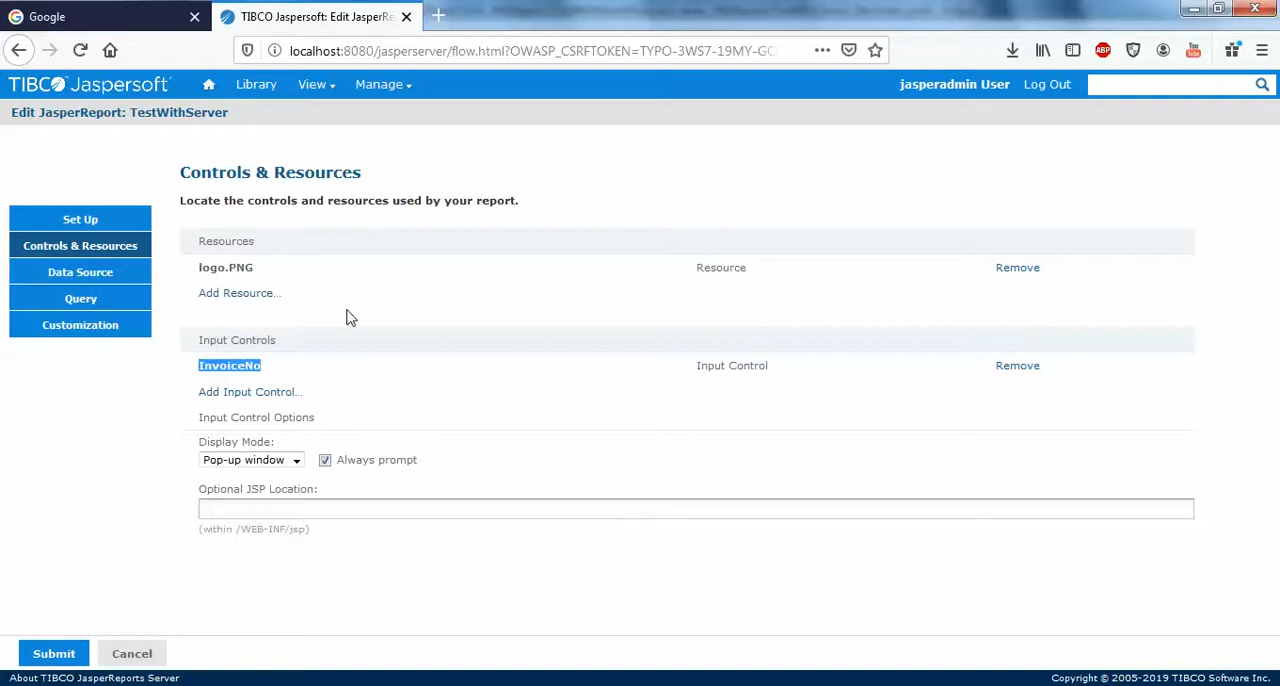 Google
TIBCO Jaspersoft: Edit JasperRe
localhost:8080/jasperserver/flow.html?OWASP_CSRFTOKEN=TYPO-3WS7-19MY-GC
ABP
You Tube
TIBCO Jaspersoft
Library
View
Manage
jasperadmin User
Log Out
Edit JasperReport: TestWithServer
Controls & Resources
Locate the controls and resources used by your report.
Set Up
Controls & Resources
Data Source
Query
Customization
Resources
logo.PNG
Resource
Remove
Add Resource...
Input Controls
InvoiceNo
Input Control
Remove
Add Input Control...
Input Control Options
Display Mode:
Pop-up window
Always prompt
Optional JSP Location:
(within /WEB-INF/jsp)
Submit
Cancel
About TIBCO JasperReports Server
Copyright © 2005-2019 TIBCO Software Inc.